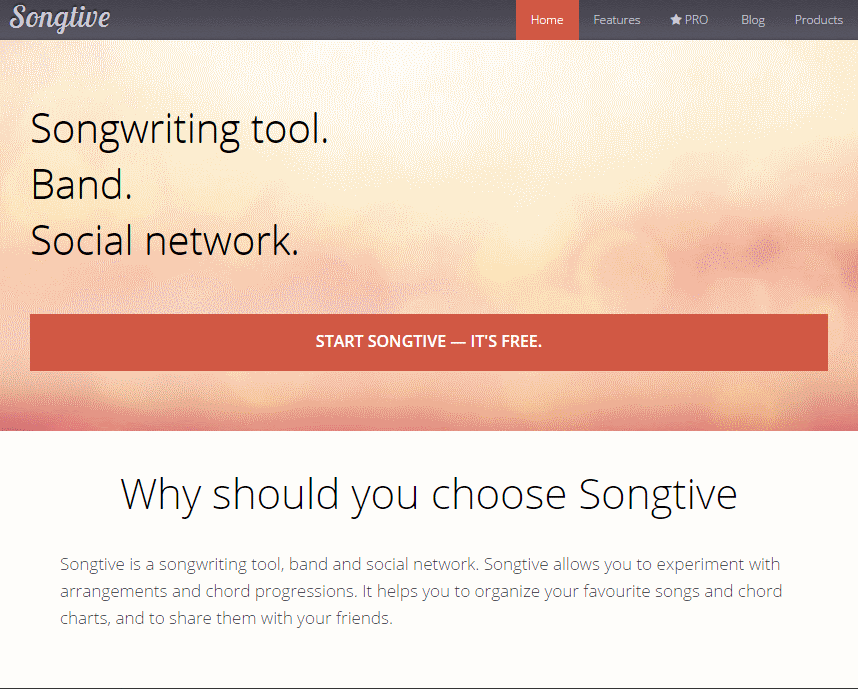 Songtive
Home Features PRO Blog Products
Songwriting tool.
Band.
Social network.
START SONGTIVE — IT'S FREE.
Why should you choose Songtive
Songtive is a songwriting tool, band and social network. Songtive allows you to experiment with
arrangements and chord progressions. It helps you to organize your favourite songs and chord
charts, and to share them with your friends.